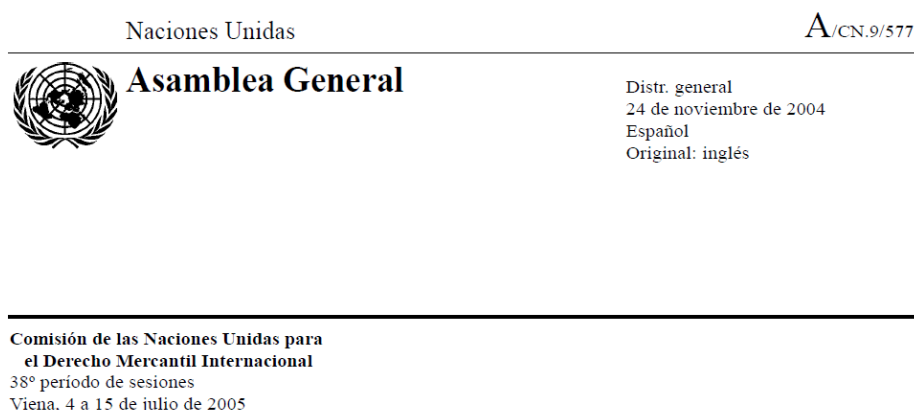 Naciones Unidas
A/CN.9/577
Asamblea General
Distr. general
24 de noviembre de 2004
Español
Original: inglés
Comisión de las Naciones Unidas para
el Derecho Mercantil Internacional
38º período de sesiones
Viena, 4 a 15 de julio de 2005